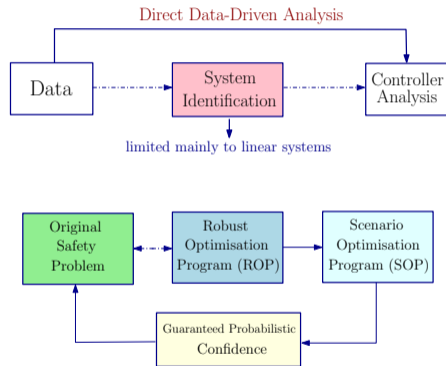 Direct Data-Driven Analysis
Data
System
Identification
Controller
Analysis
limited mainly to linear systems
Original
Safety
Problem
Robust
Optimisation
Program (ROP)
Scenario
Optimisation
Program (SOP)
Guaranteed Probabilistic
Confidence